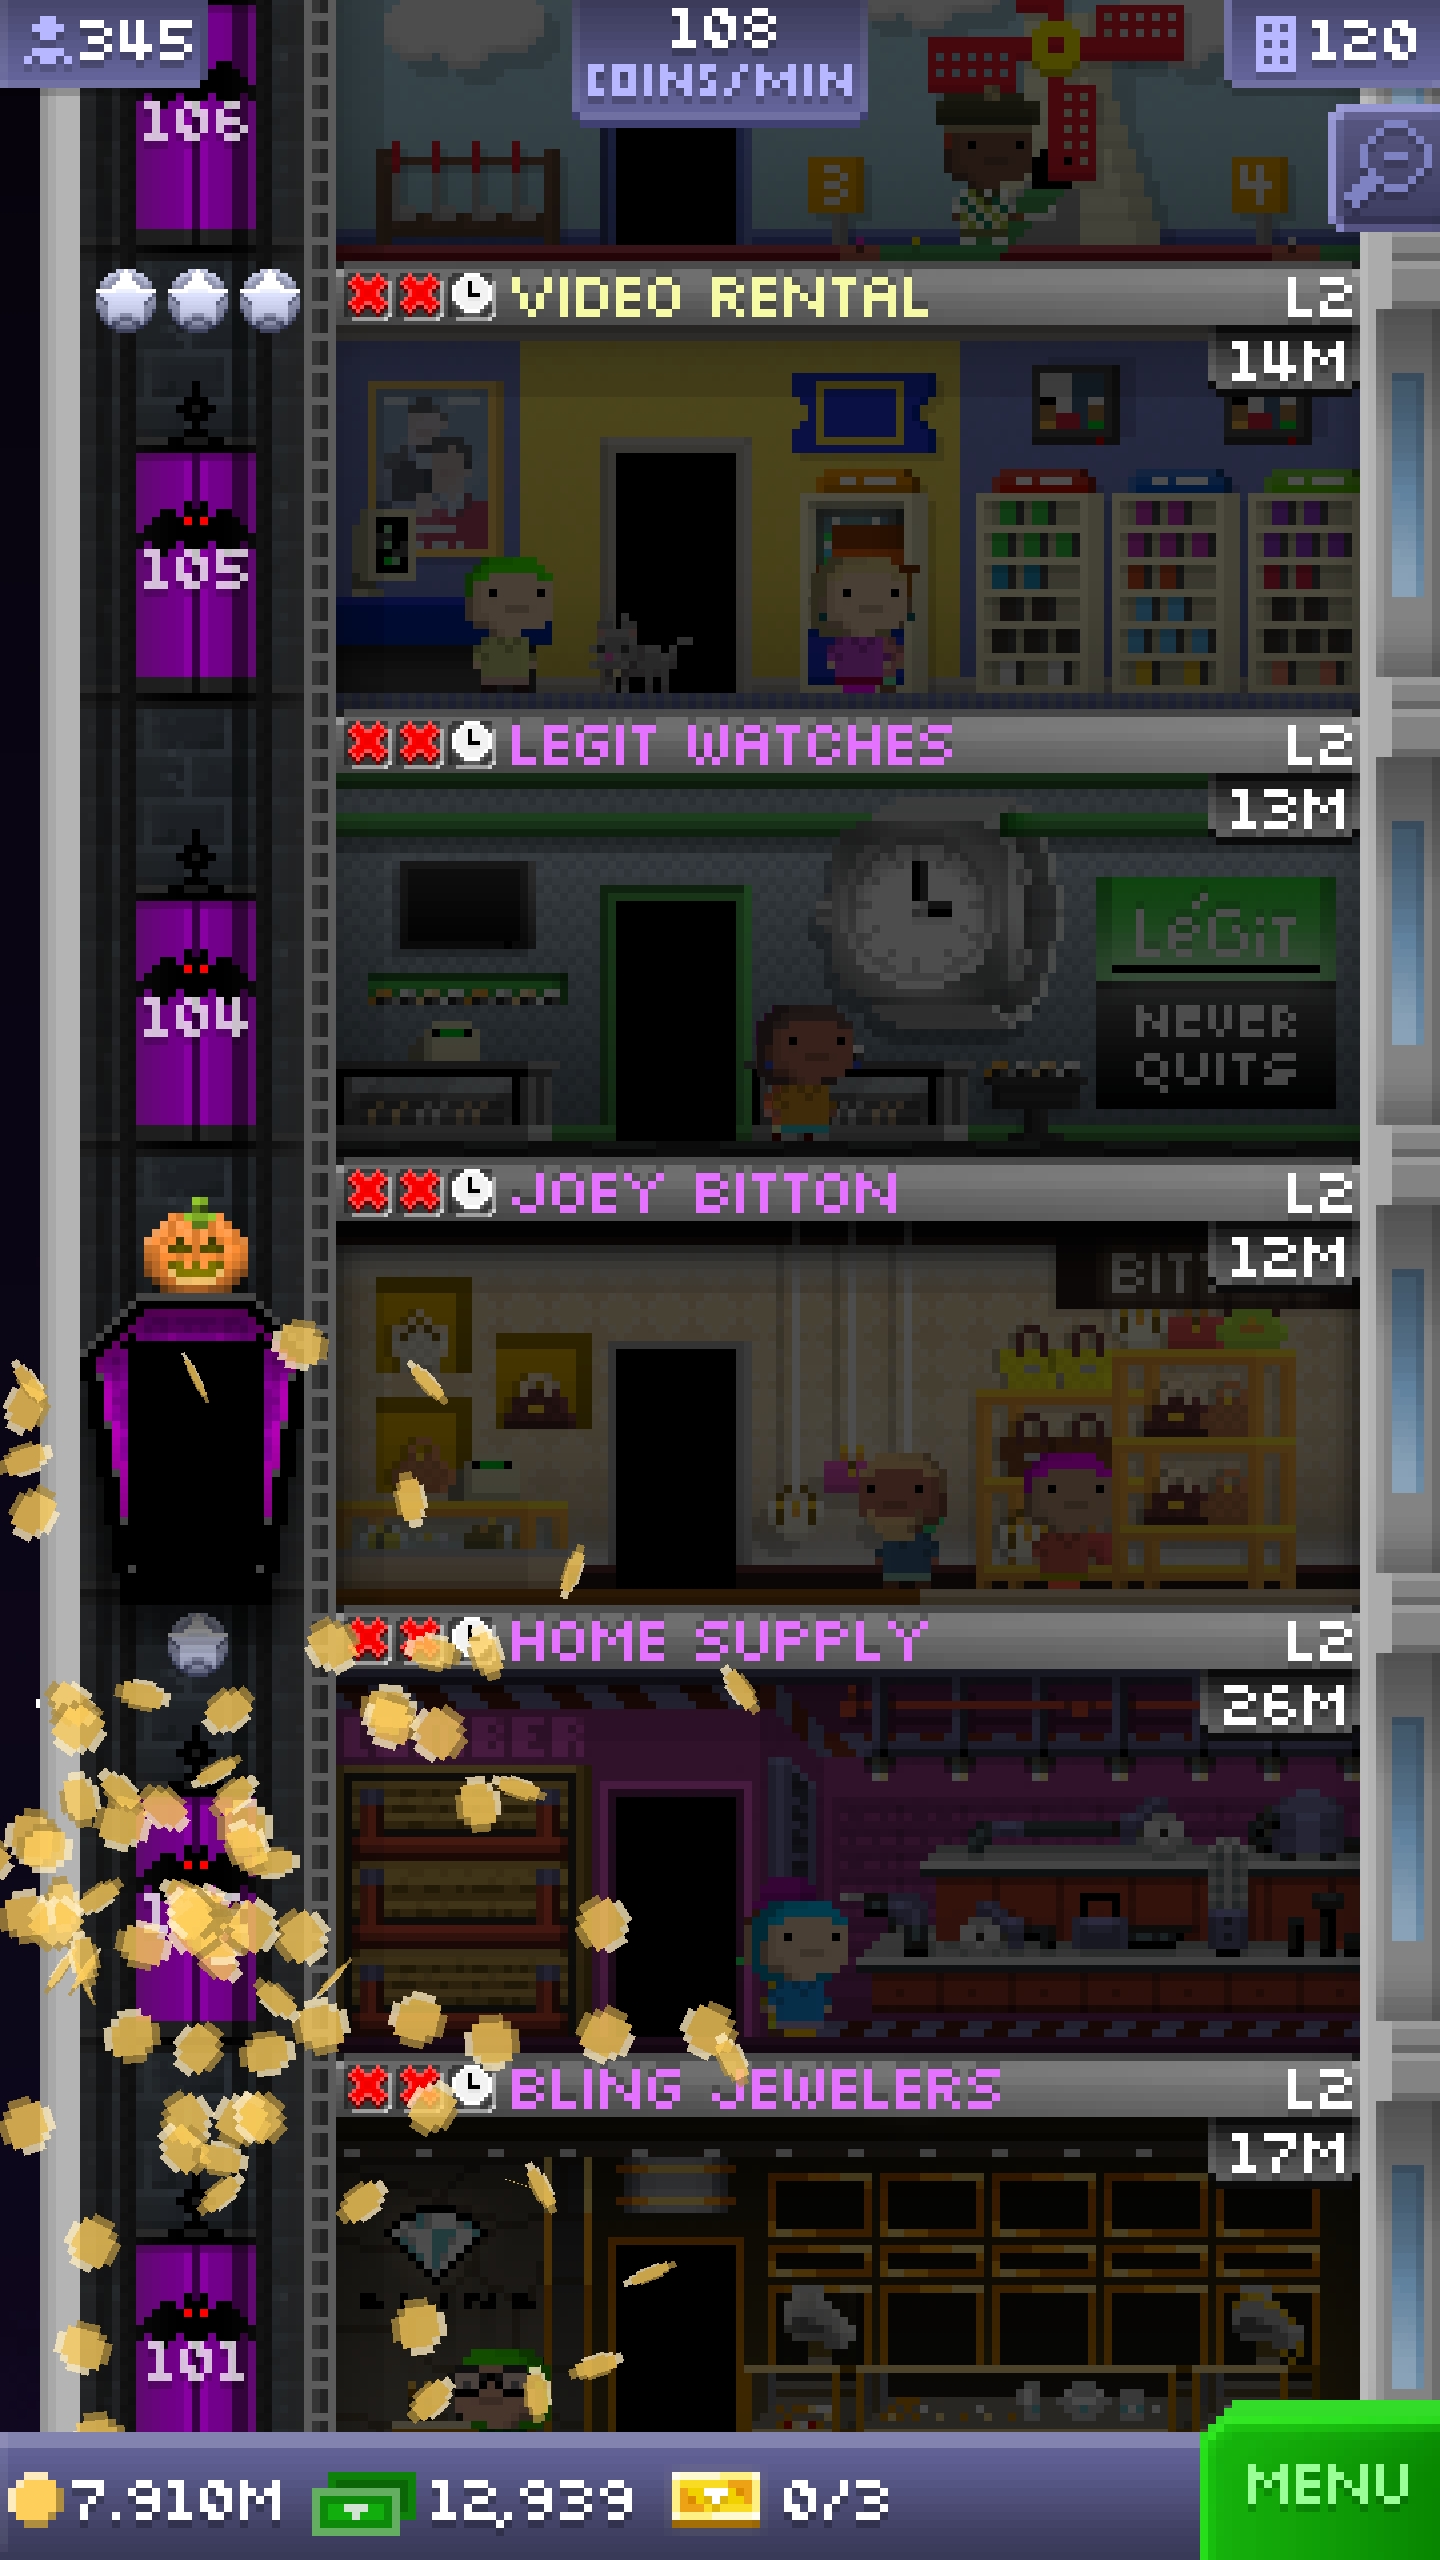 345
108
COINS/MIN
120
106
3
4
VIDEO RENTAL
L2
14M
105
LEGIT WATCHES
L2
13M
LéGiT
NEVER
QUITS
104
JOEY BITTON
L2
12M
HOME SUPPLY
L2
26M
BLING JEWELERS
L2
17M
101
7.910M
12,939
0/3
MENU